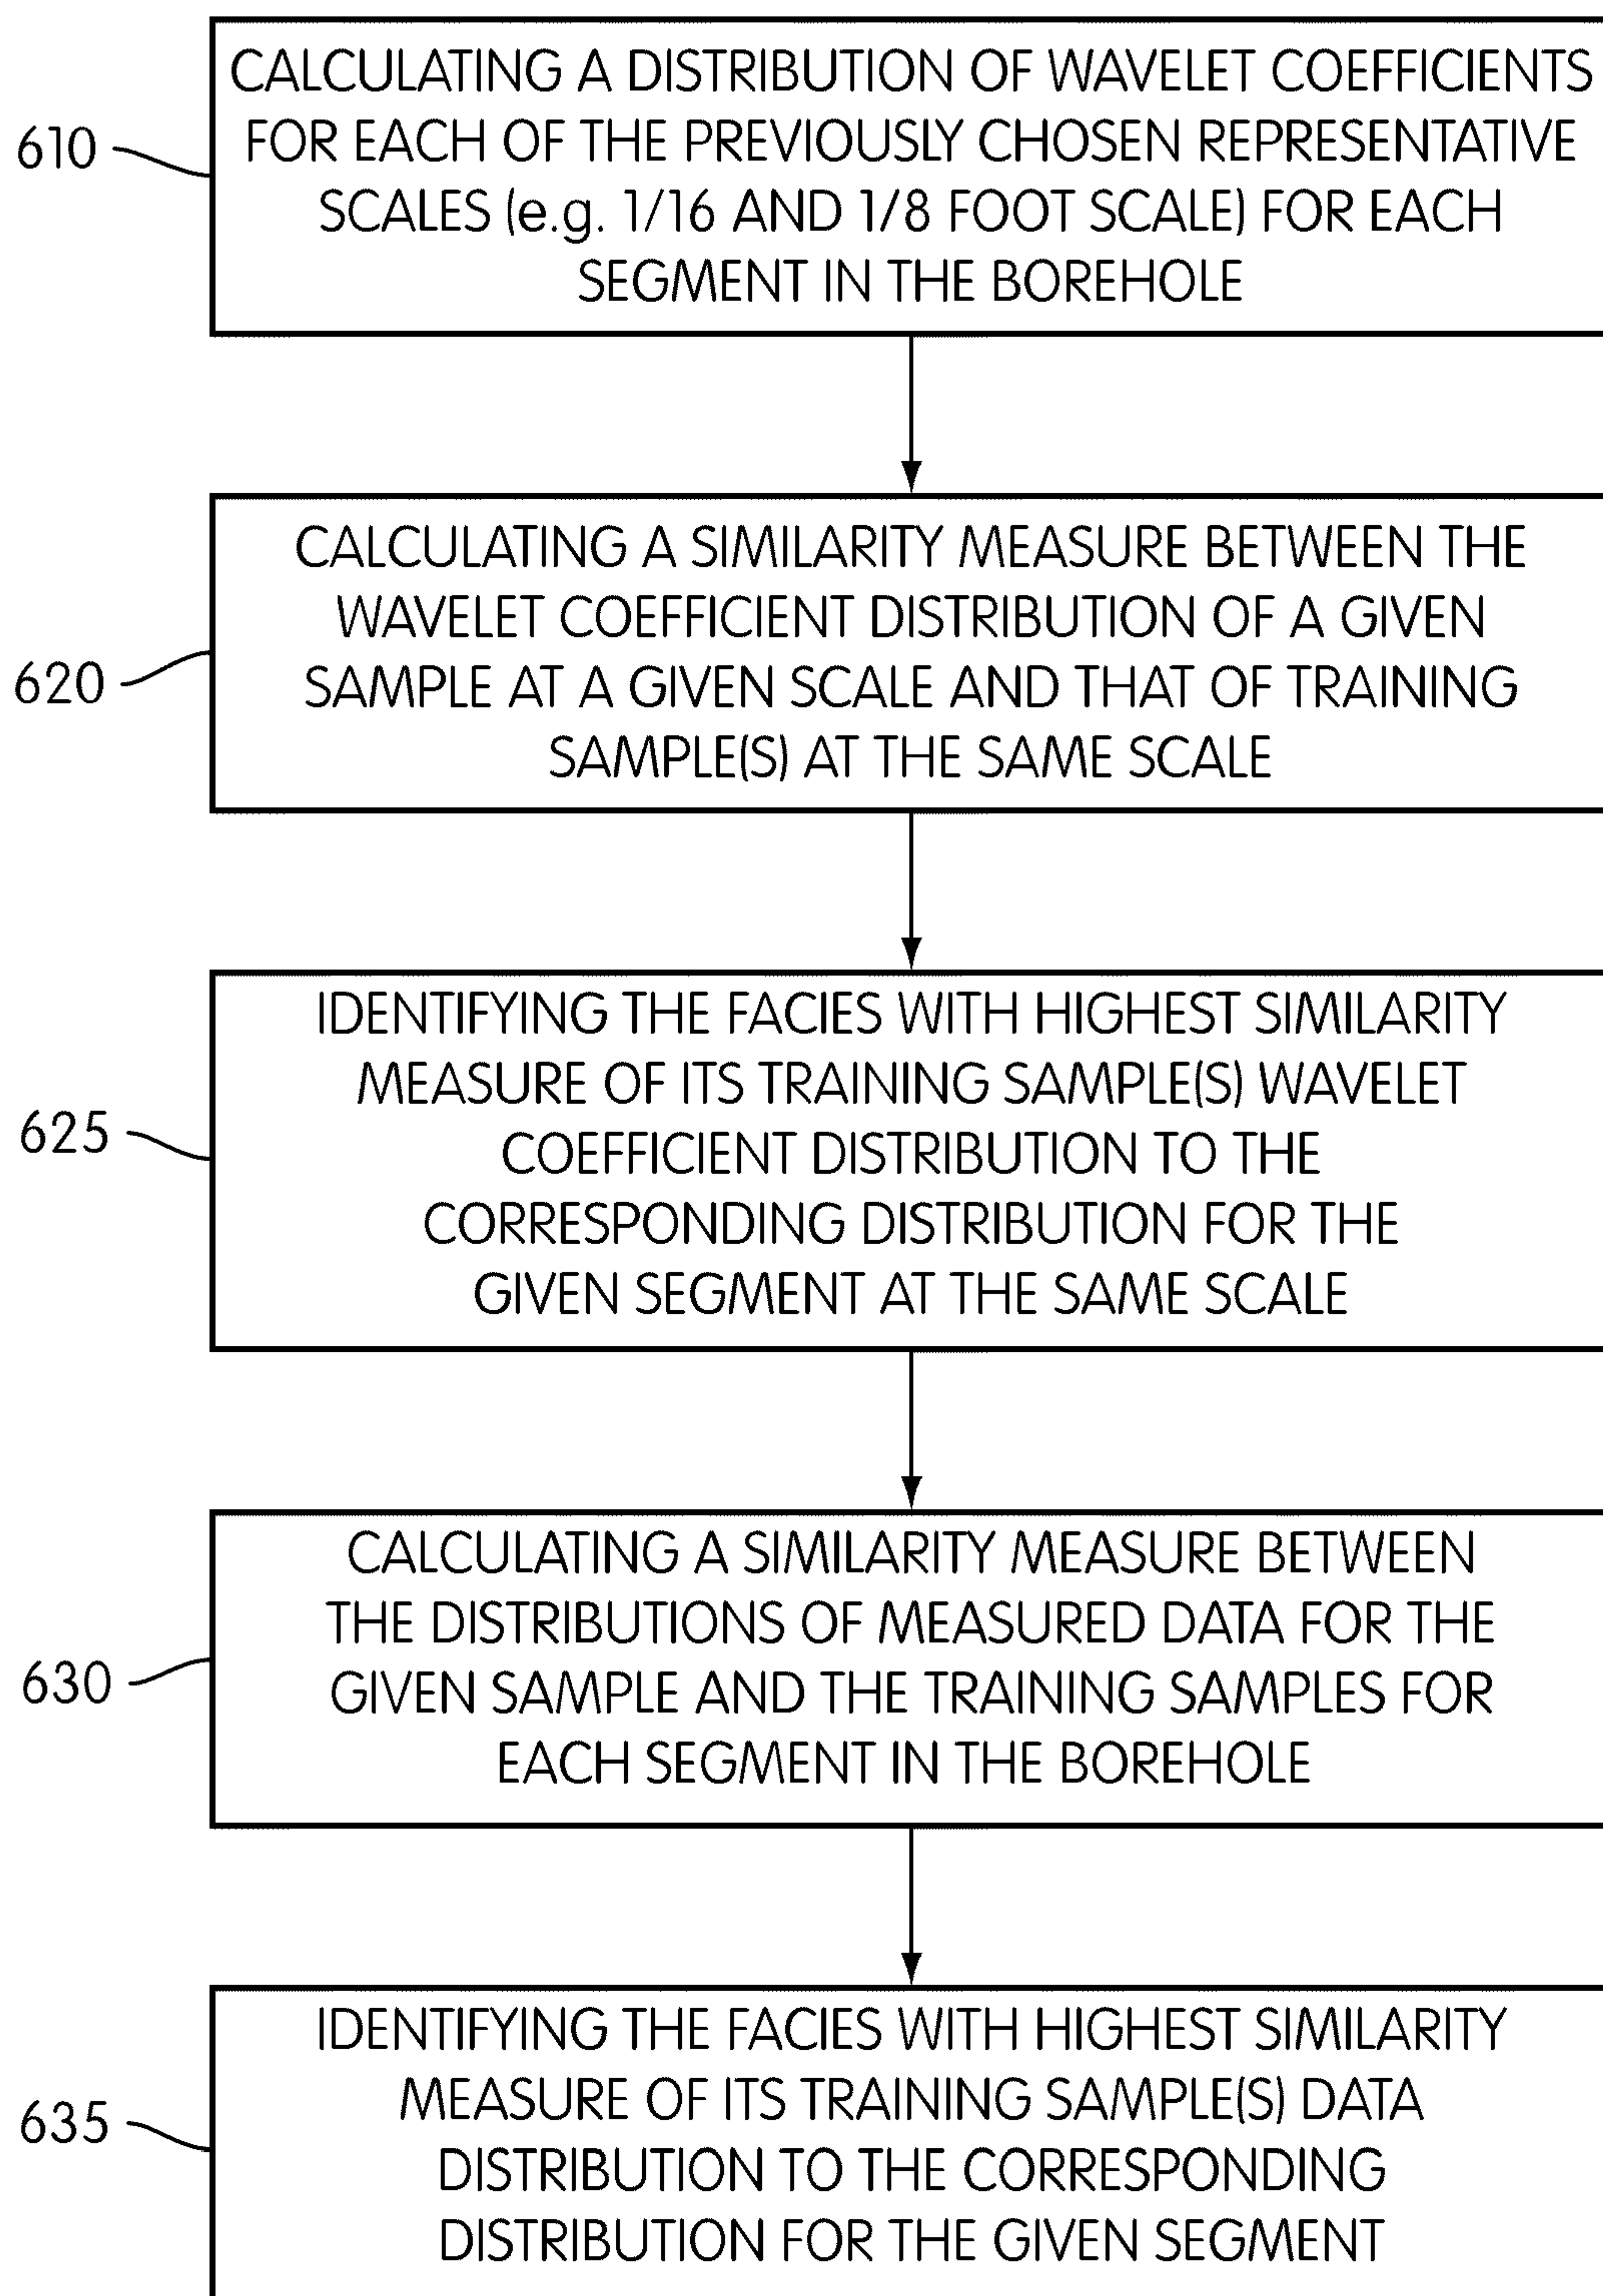 CALCULATING A DISTRIBUTION OF WAVELET COEFFICIENTS
FOR EACH OF THE PREVIOUSLY CHOSEN REPRESENTATIVE
SCALES (e.g. 1/16 AND 1/8 FOOT SCALE) FOR EACH
SEGMENT IN THE BOREHOLE
610
CALCULATING A SIMILARITY MEASURE BETWEEN THE
WAVELET COEFFICIENT DISTRIBUTION OF A GIVEN
SAMPLE AT A GIVEN SCALE AND THAT OF TRAINING
SAMPLE(S) AT THE SAME SCALE
620
IDENTIFYING THE FACIES WITH HIGHEST SIMILARITY
MEASURE OF ITS TRAINING SAMPLE(S) WAVELET
COEFFICIENT DISTRIBUTION TO THE
CORRESPONDING DISTRIBUTION FOR THE
GIVEN SEGMENT AT THE SAME SCALE
625
CALCULATING A SIMILARITY MEASURE BETWEEN
THE DISTRIBUTIONS OF MEASURED DATA FOR THE
GIVEN SAMPLE AND THE TRAINING SAMPLES FOR
EACH SEGMENT IN THE BOREHOLE
630
IDENTIFYING THE FACIES WITH HIGHEST SIMILARITY
MEASURE OF ITS TRAINING SAMPLE(S) DATA
DISTRIBUTION TO THE CORRESPONDING
DISTRIBUTION FOR THE GIVEN SEGMENT
635